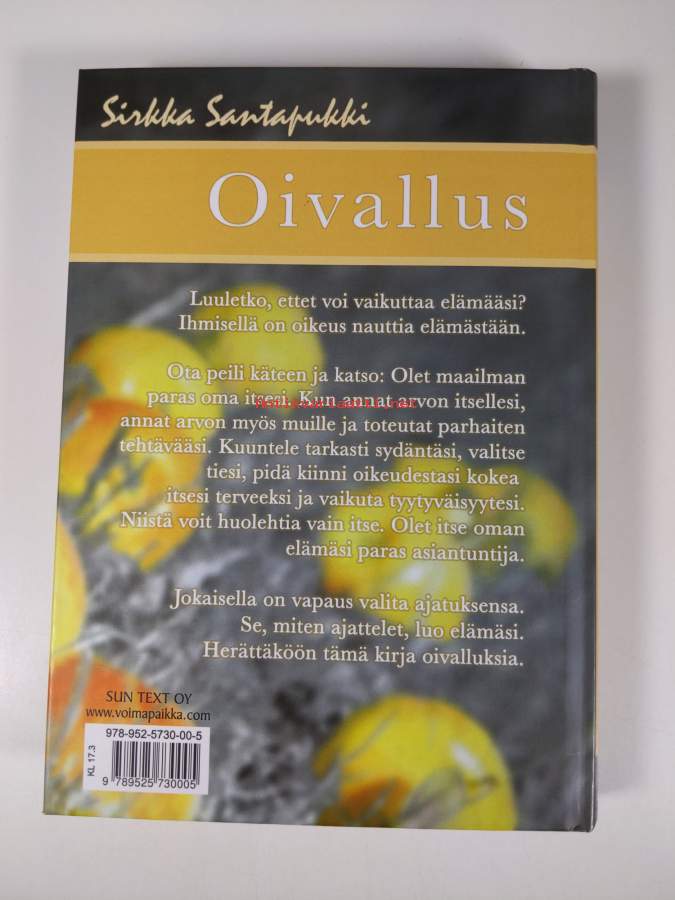 Sirkka Santapukki
Oivallus
Luuletko, ettet voi vaikuttaa elämääsi?
Ihmisellä on oikeus nauttia elämästään.
Ota peili käteen ja katso: Olet maailman
paras oma itsesi. Kun annat arvon itsellesi,
annat arvon myös muille ja toteutat parhaiten
tehtävääsi. Kuuntele tarkasti sydäntäsi, valitse
tiesi, pidä kiinni oikeudestasi kokea
itsesi terveeksi ja vaikuta tyytyväisyytesi.
Niistä voit huolehtia vain itse. Olet itse oman
elämäsi paras asiantuntija.
Jokaisella on vapaus valita ajatuksensa.
Se, miten ajattelet, luo elämäsi.
Herättäköön tämä kirja oivalluksia.
SUN TEXT OY
www.voimapaikka.com
978-952-5730-00-5
KL 17.3
9 789525 730005